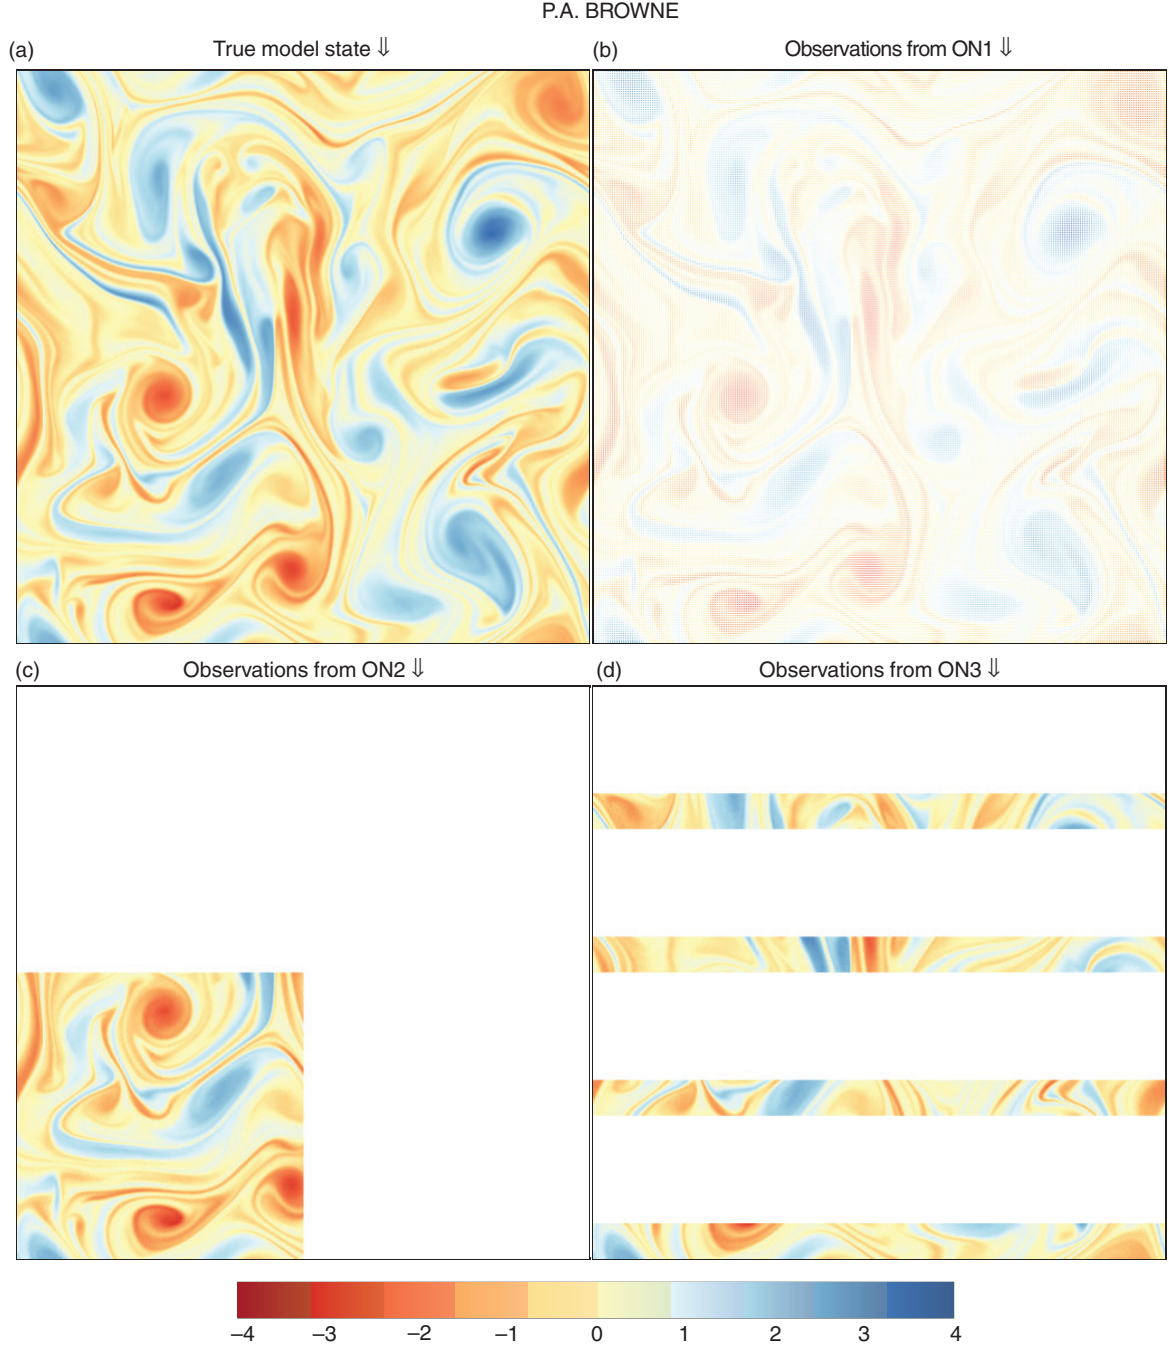 P.A. BROWNE
(a) True model state ⇓
(b) Observations from ON1 ⇓
(c) Observations from ON2 ⇓
(d) Observations from ON3 ⇓
–4 –3 –2 –1 0 1 2 3 4